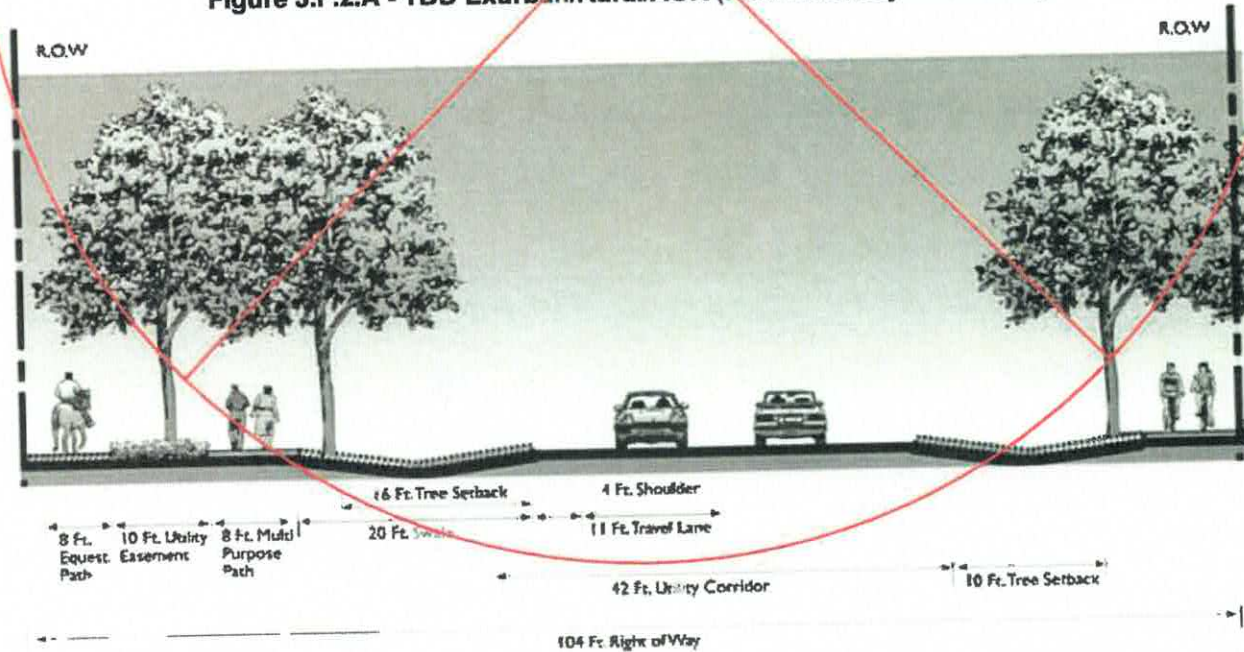 R.O.W
R.O.W
16 Ft. Tree Setback
4 Ft. Shoulder
8 Ft.
Equest.
Path
10 Ft. Utility
Easement
8 Ft. Multi
Purpose
Path
20 Ft. Swale
11 Ft. Travel Lane
42 Ft. Utility Corridor
10 Ft. Tree Setback
104 Ft. Right of Way